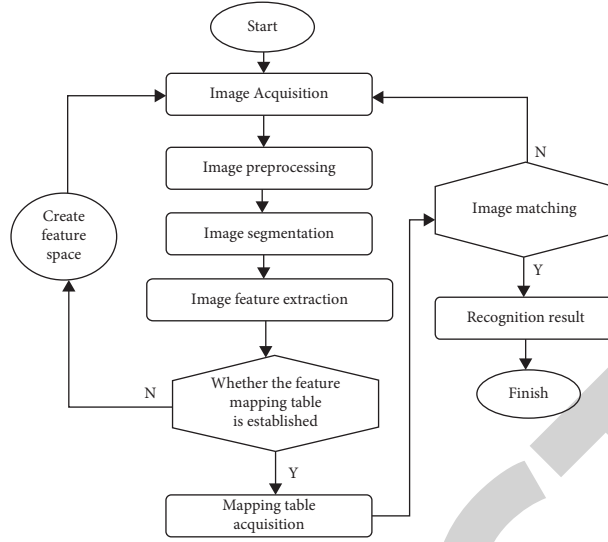 Start
Image Acquisition
Image preprocessing
Image segmentation
Image feature extraction
Whether the feature
mapping table
is established
N
Create
feature
space
Y
Mapping table
acquisition
Image matching
N
Y
Recognition result
Finish